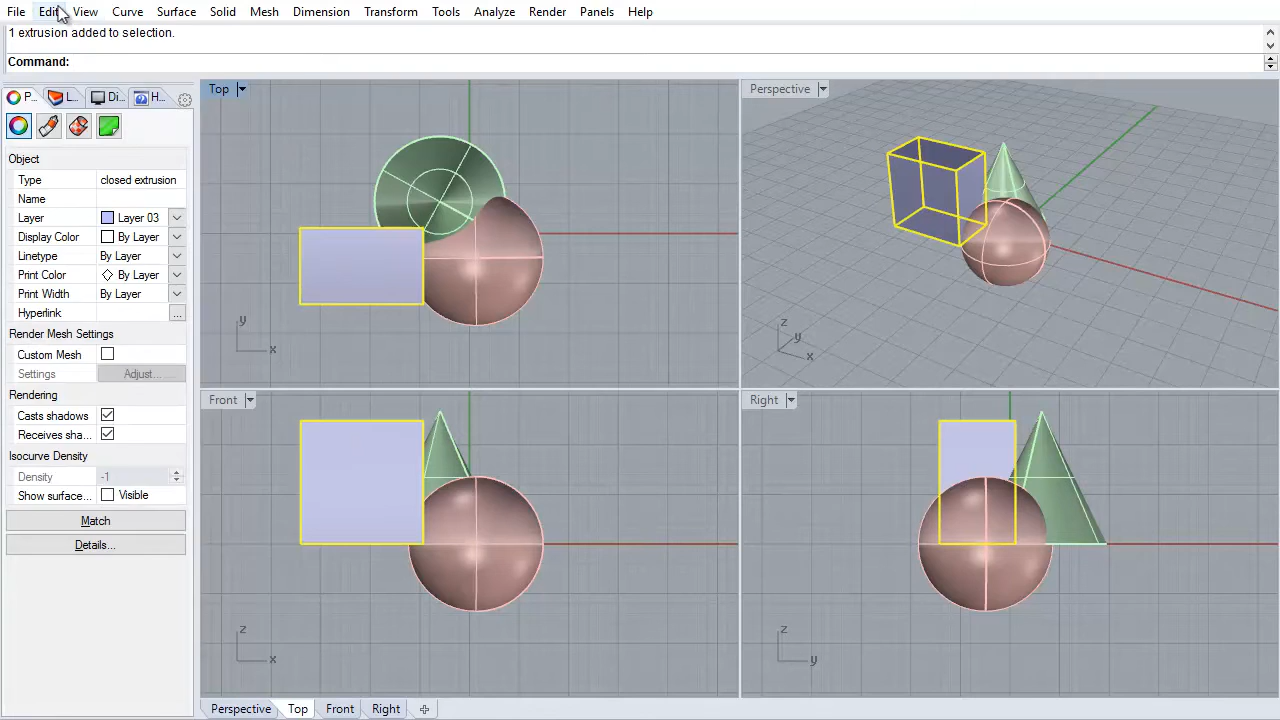 File Edit View Curve Surface Solid Mesh Dimension Transform Tools Analyze Render Panels Help
1 extrusion added to selection.
Command:
P... L... Di... H...
Top
Perspective
Object
Type closed extrusion
Name
Layer Layer 03
Display Color By Layer
Linetype By Layer
Print Color By Layer
Print Width By Layer
Hyperlink ...
Render Mesh Settings
Custom Mesh
Settings Adjust...
Rendering
Casts shadows
Receives sha...
Isocurve Density
Density -1
Show surface... Visible
Match
Details...
y
x
z
y
x
Front
Right
z
x
z
y
Perspective Top Front Right